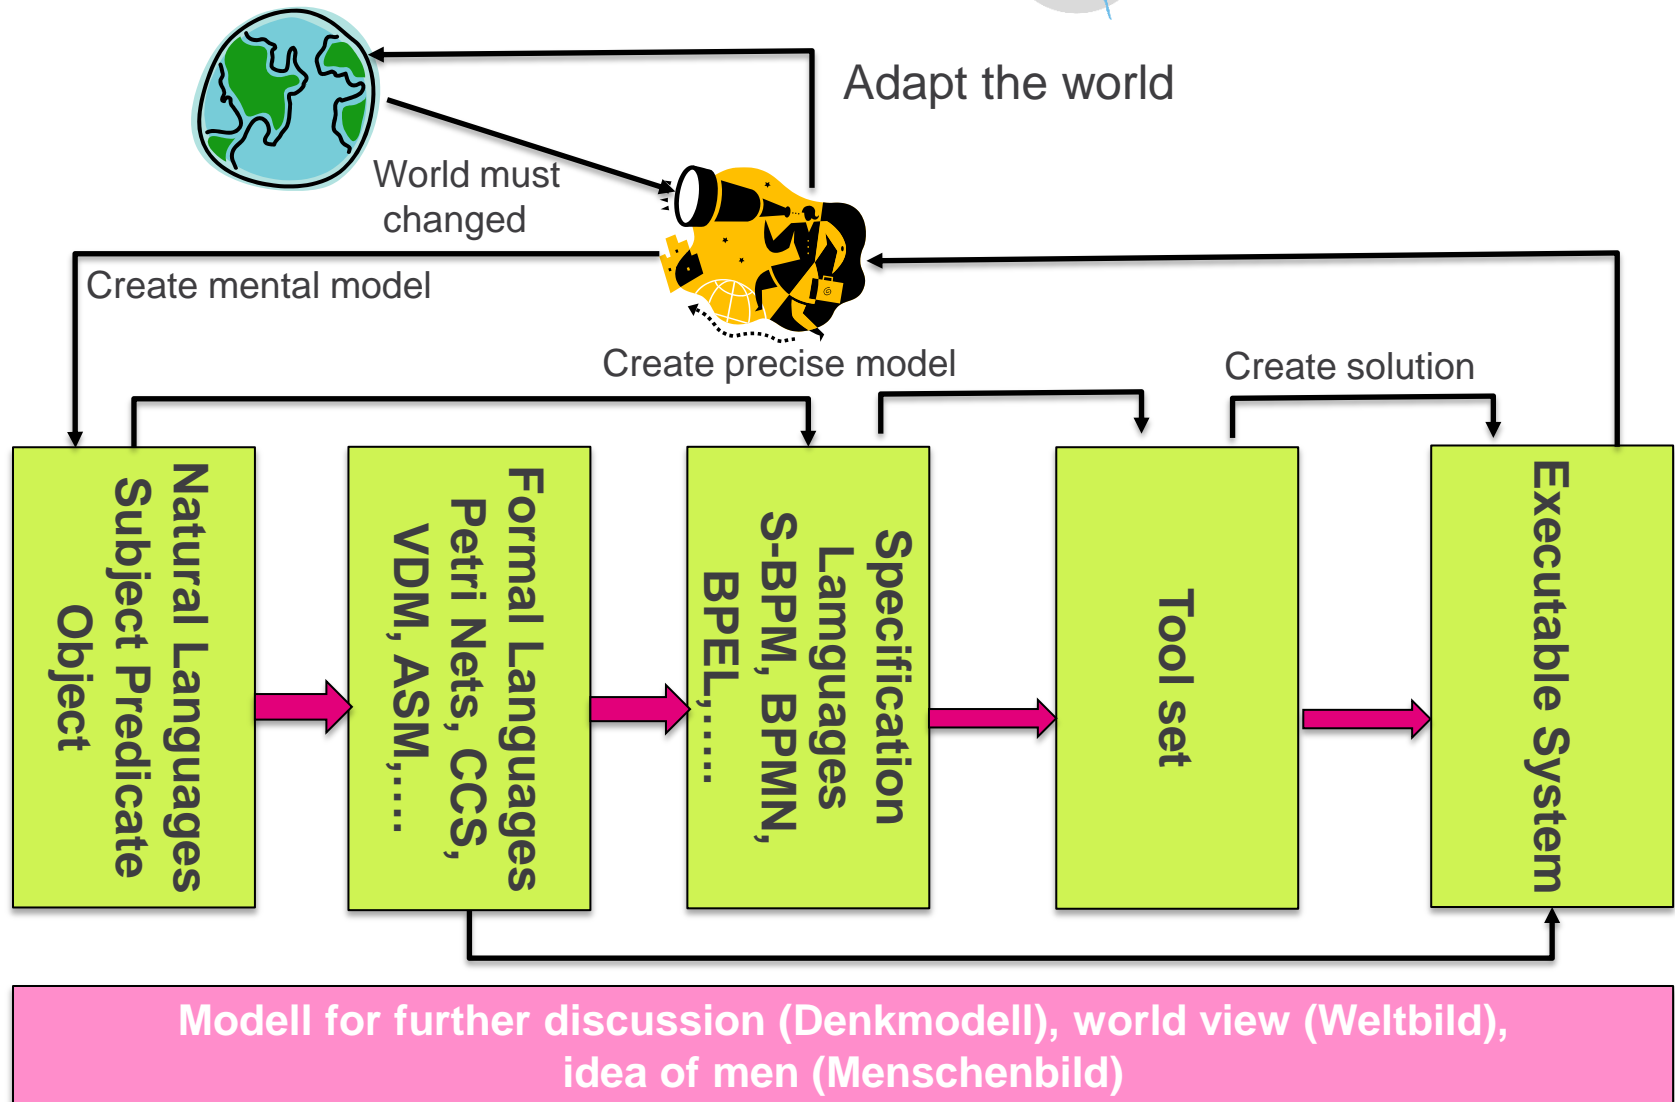 Adapt the world
World must
changed
Create mental model
Create precise model
Create solution
Natural Languages
Subject Predicate
Object
Formal Languages
Petri Nets, CCS,
VDM, ASM,….
Specification
Lamguages
S-BPM, BPMN,
BPEL,…..
Tool set
Executable System
Modell for further discussion (Denkmodell), world view (Weltbild),
idea of men (Menschenbild)